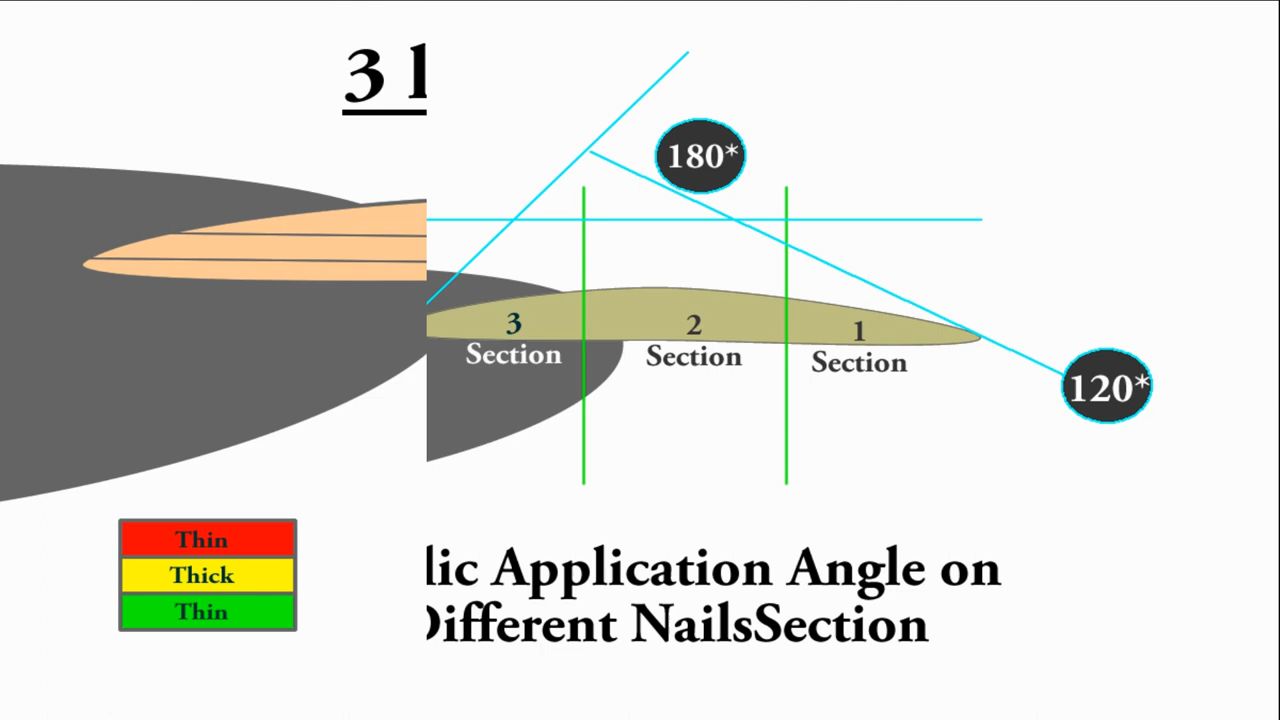 3 l
180*
3 2 1
Section Section Section
120*
Thin
Thick
Thin
lic Application Angle on
Different NailsSection